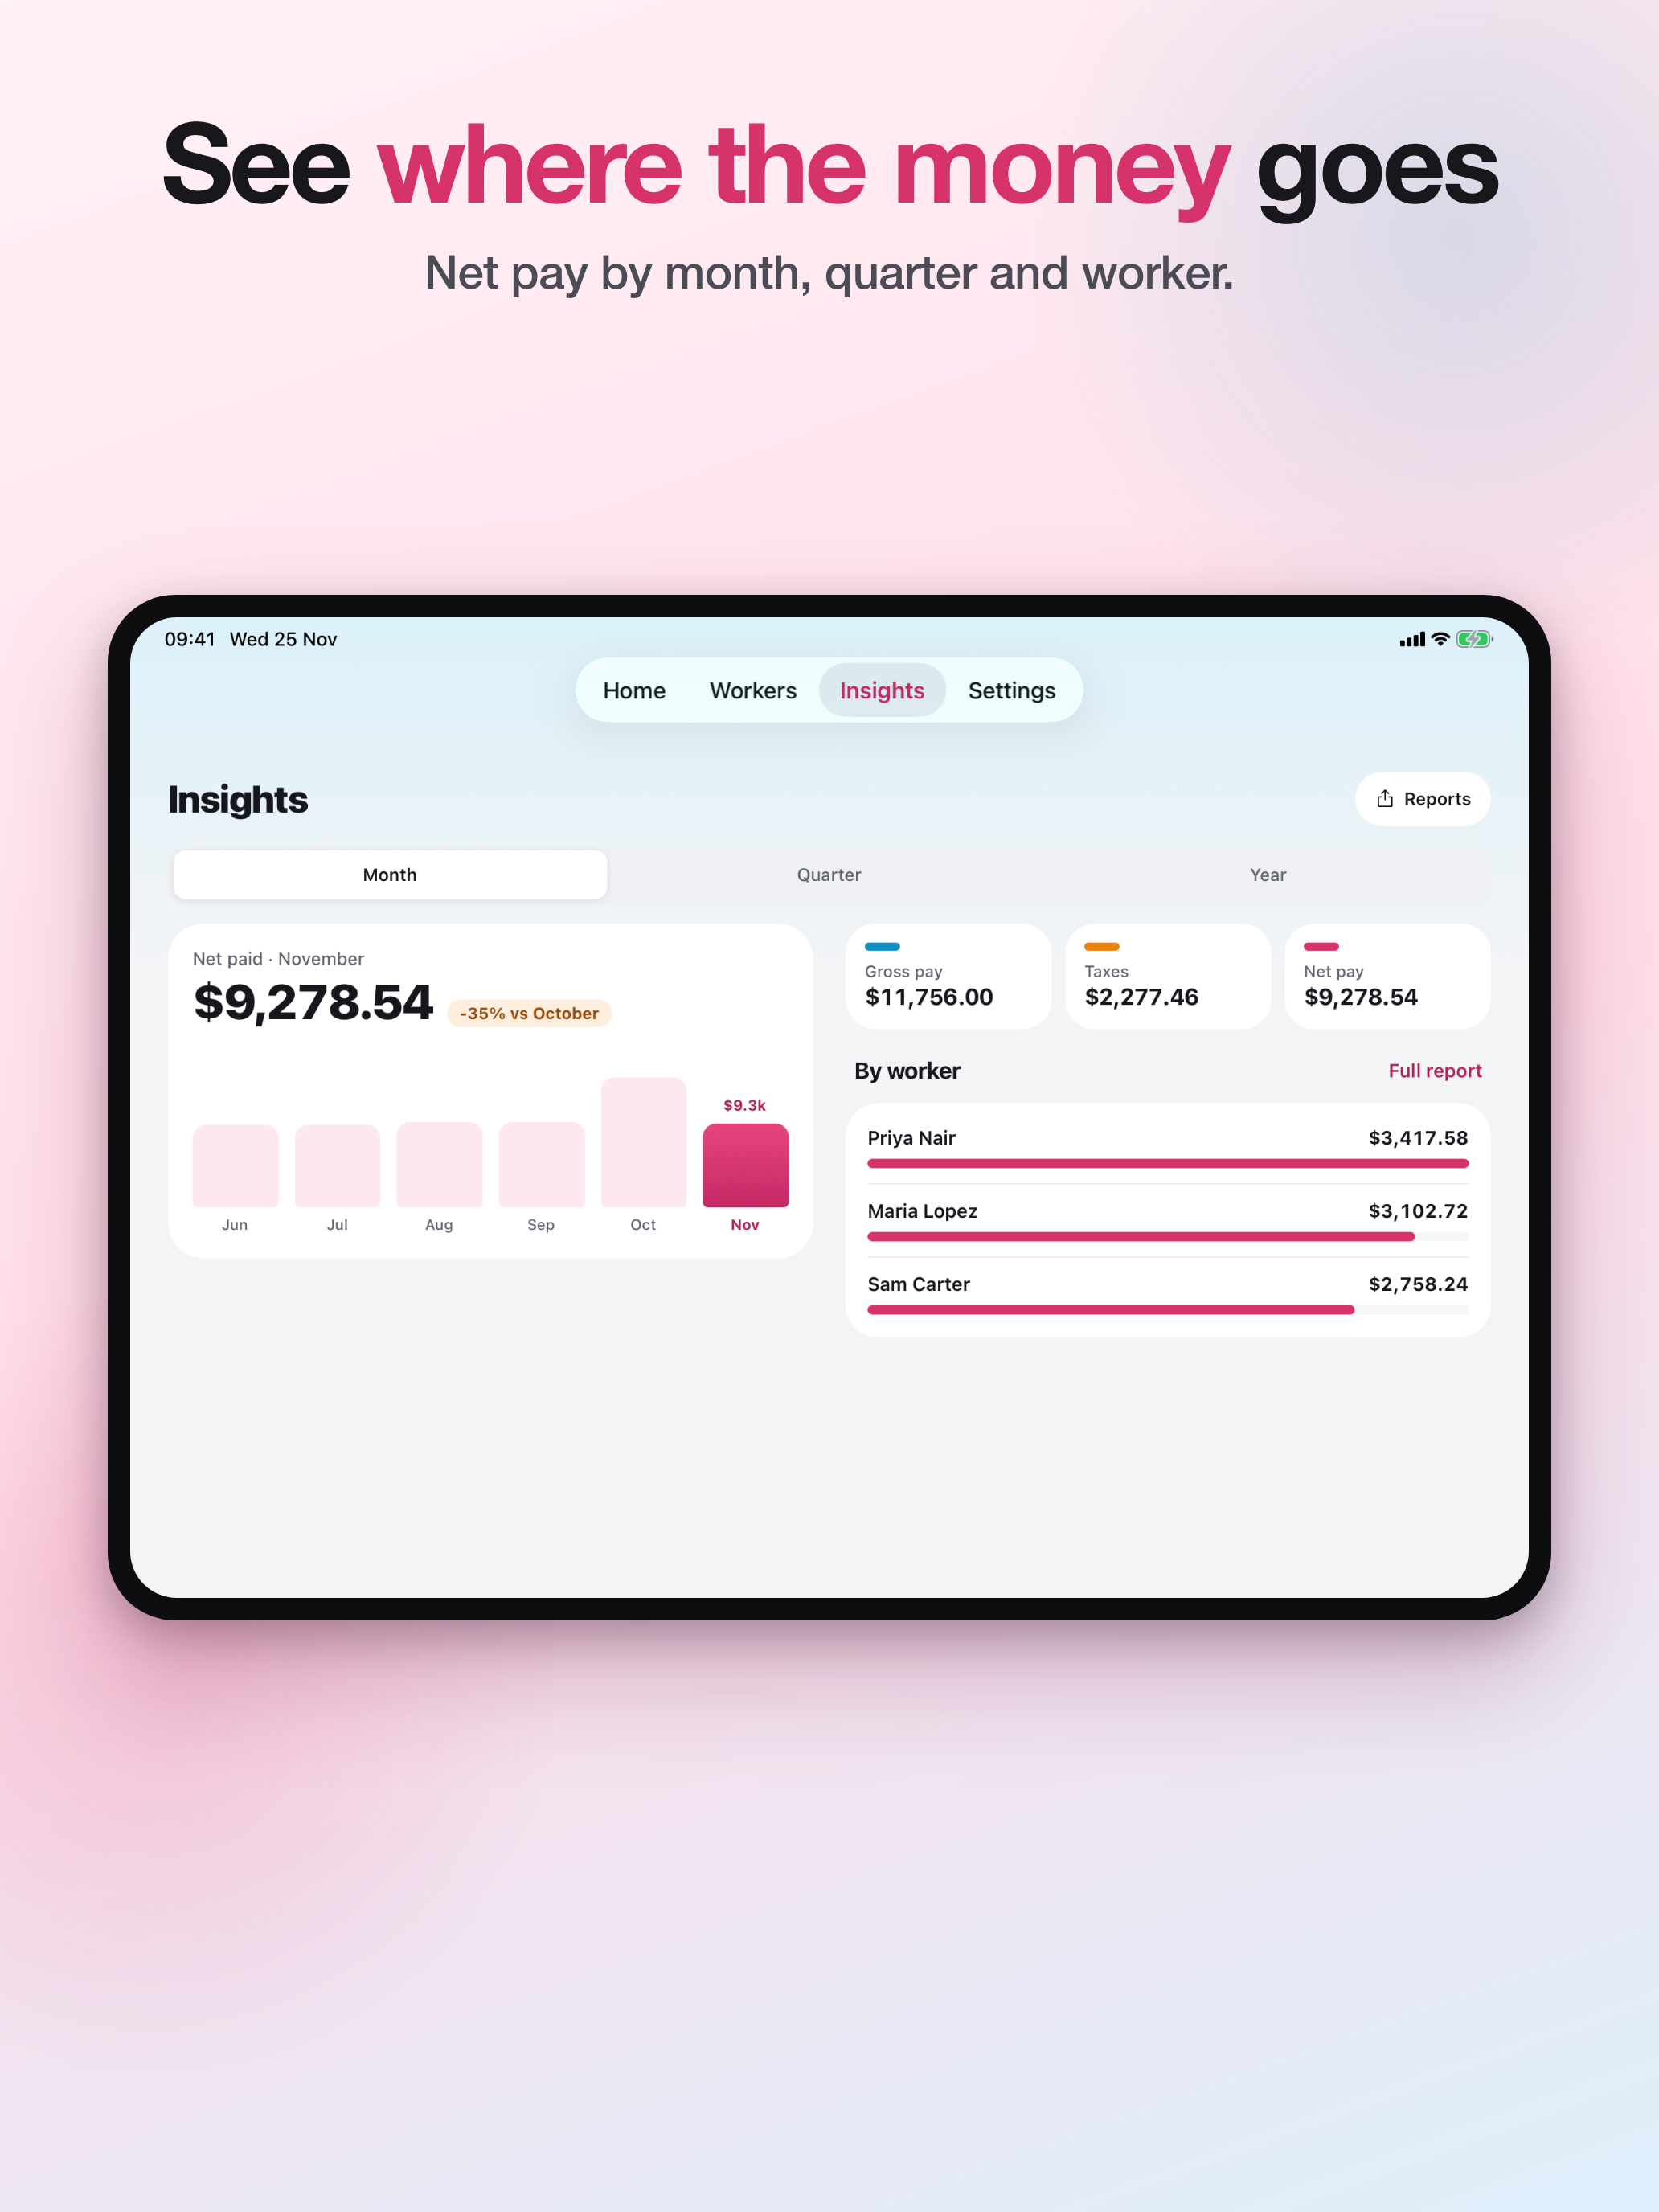 See where the money goes
Net pay by month, quarter and worker.
09:41 Wed 25 Nov
Home Workers Insights Settings
Insights
Reports
Month Quarter Year
Net paid · November
$9,278.54 -35% vs October
$9.3k
Jun Jul Aug Sep Oct Nov
Gross pay
$11,756.00
Taxes
$2,277.46
Net pay
$9,278.54
By worker Full report
Priya Nair $3,417.58
Maria Lopez $3,102.72
Sam Carter $2,758.24